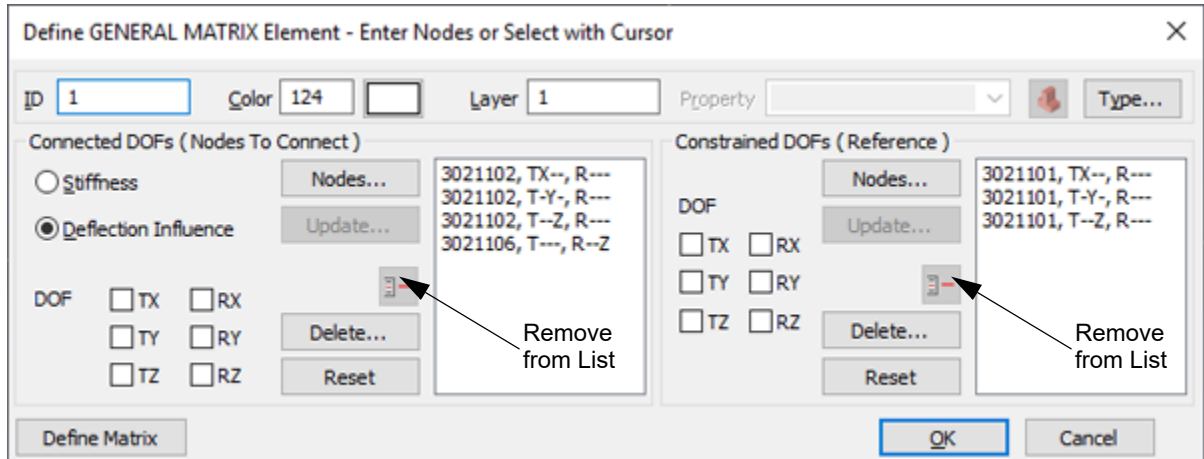 Define GENERAL MATRIX Element - Enter Nodes or Select with Cursor
ID 1 Color 124 Layer 1 Property Type...
Connected DOFs ( Nodes To Connect )
Stiffness
Deflection Influence
DOF TX RX
TY RY
TZ RZ
Nodes...
Update...
Delete...
Reset
3021102, TX--, R---
3021102, T-Y-, R---
3021102, T--Z, R---
3021106, T---, R--Z
Remove
from List
Constrained DOFs ( Reference )
DOF
TX RX
TY RY
TZ RZ
Nodes...
Update...
Delete...
Reset
3021101, TX--, R---
3021101, T-Y-, R---
3021101, T--Z, R---
Remove
from List
Define Matrix OK Cancel